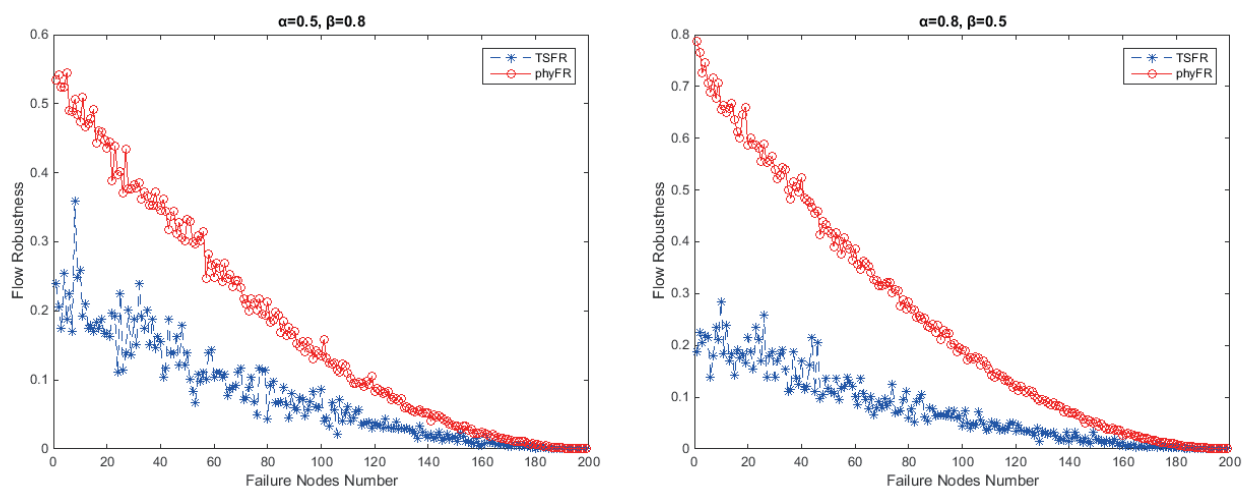 α=0.5, β=0.8
0.6
0.5
0.4
0.3
0.2
0.1
0
Flow Robustness
TSFR
phyFR
0 20 40 60 80 100 120 140 160 180 200
Failure Nodes Number
α=0.8, β=0.5
0.8
0.7
0.6
0.5
0.4
0.3
0.2
0.1
0
Flow Robustness
TSFR
phyFR
0 20 40 60 80 100 120 140 160 180 200
Failure Nodes Number